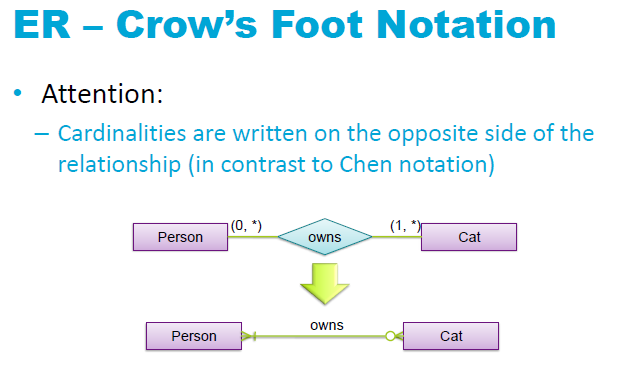 ER – Crow's Foot Notation
• Attention:
– Cardinalities are written on the opposite side of the
relationship (in contrast to Chen notation)
Person (0, *) owns (1, *) Cat
owns
Person Cat